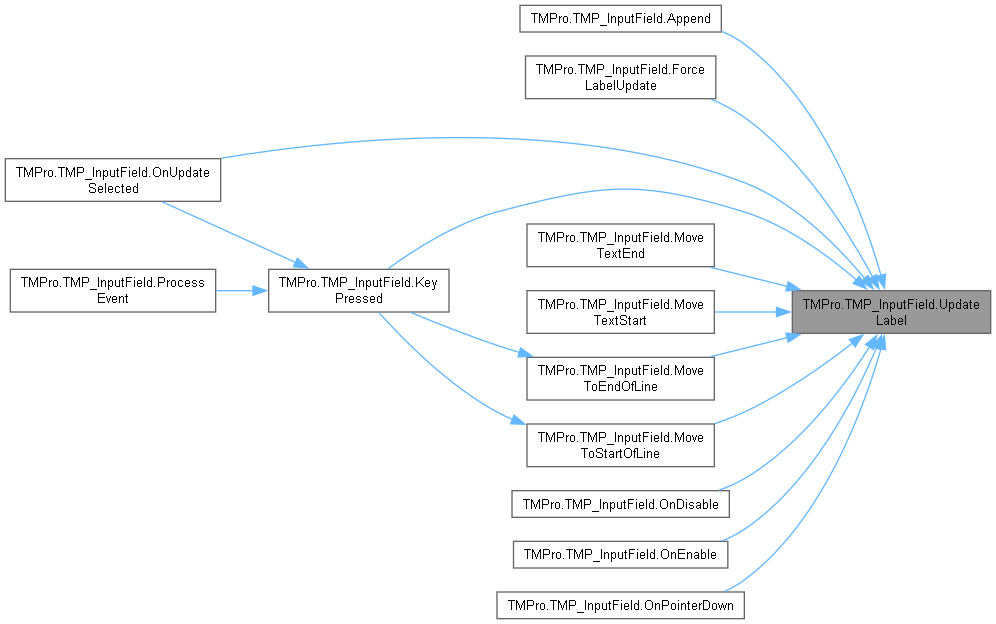 TMPro.TMP_InputField.Append
TMPro.TMP_InputField.Force
LabelUpdate
TMPro.TMP_InputField.OnUpdate
Selected
TMPro.TMP_InputField.Move
TextEnd
TMPro.TMP_InputField.Process
Event
TMPro.TMP_InputField.Key
Pressed
TMPro.TMP_InputField.Move
TextStart
TMPro.TMP_InputField.Update
Label
TMPro.TMP_InputField.Move
ToEndOfLine
TMPro.TMP_InputField.Move
ToStartOfLine
TMPro.TMP_InputField.OnDisable
TMPro.TMP_InputField.OnEnable
TMPro.TMP_InputField.OnPointerDown